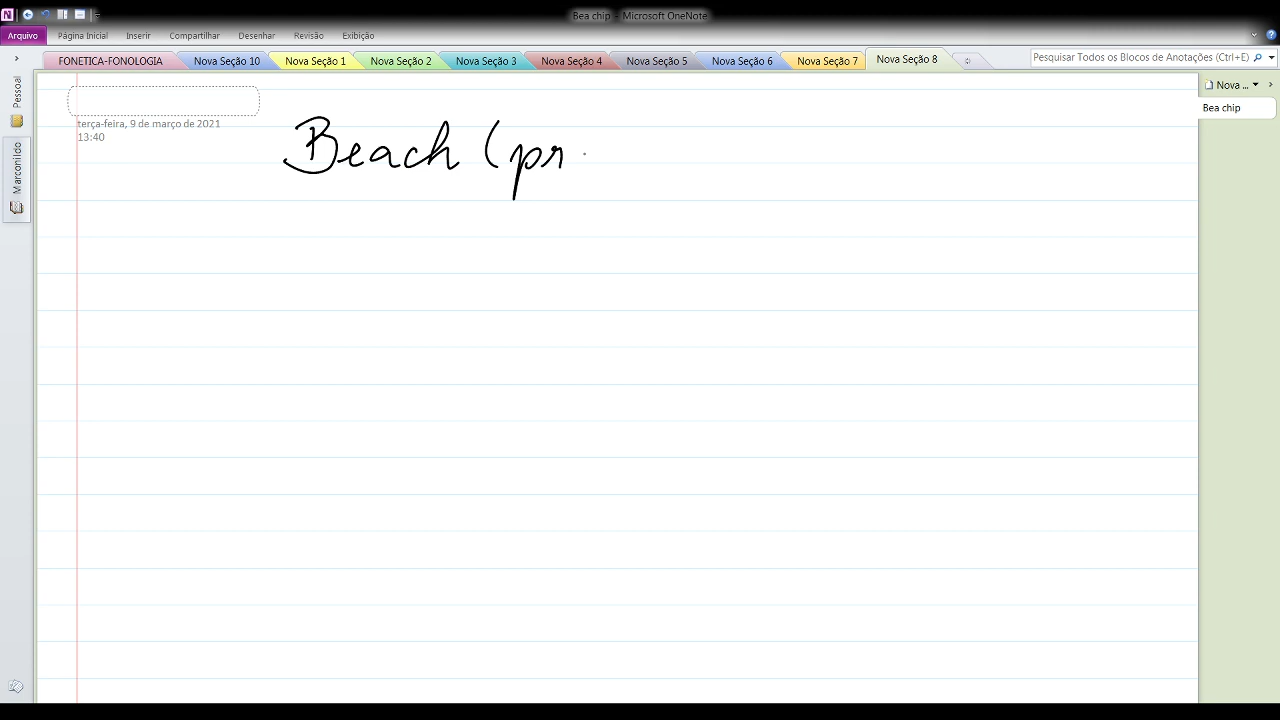 Bea chip - Microsoft OneNote
Arquivo Página Inicial Inserir Compartilhar Desenhar Revisão Exibição
FONETICA-FONOLOGIA Nova Seção 10 Nova Seção 1 Nova Seção 2 Nova Seção 3 Nova Seção 4 Nova Seção 5 Nova Seção 6 Nova Seção 7 Nova Seção 8 Pesquisar Todos os Blocos de Anotações (Ctrl+E)
Nova ...
Bea chip
Pessoal
Marconildo
terça-feira, 9 de março de 2021
13:40
Beach (pr